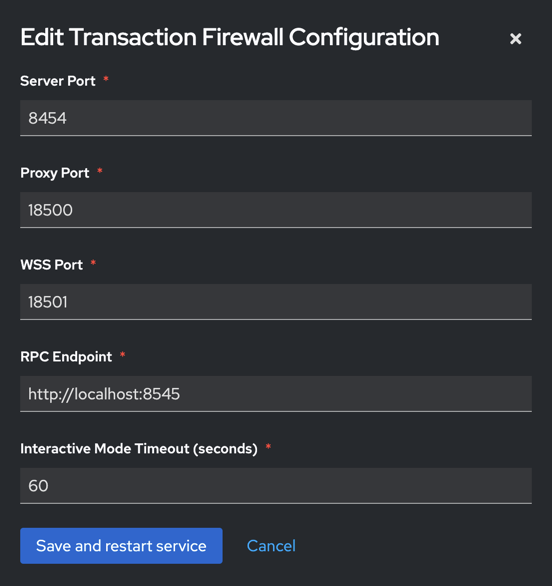 Edit Transaction Firewall Configuration ×
Server Port *
8454
Proxy Port *
18500
WSS Port *
18501
RPC Endpoint *
http://localhost:8545
Interactive Mode Timeout (seconds) *
60
Save and restart service Cancel